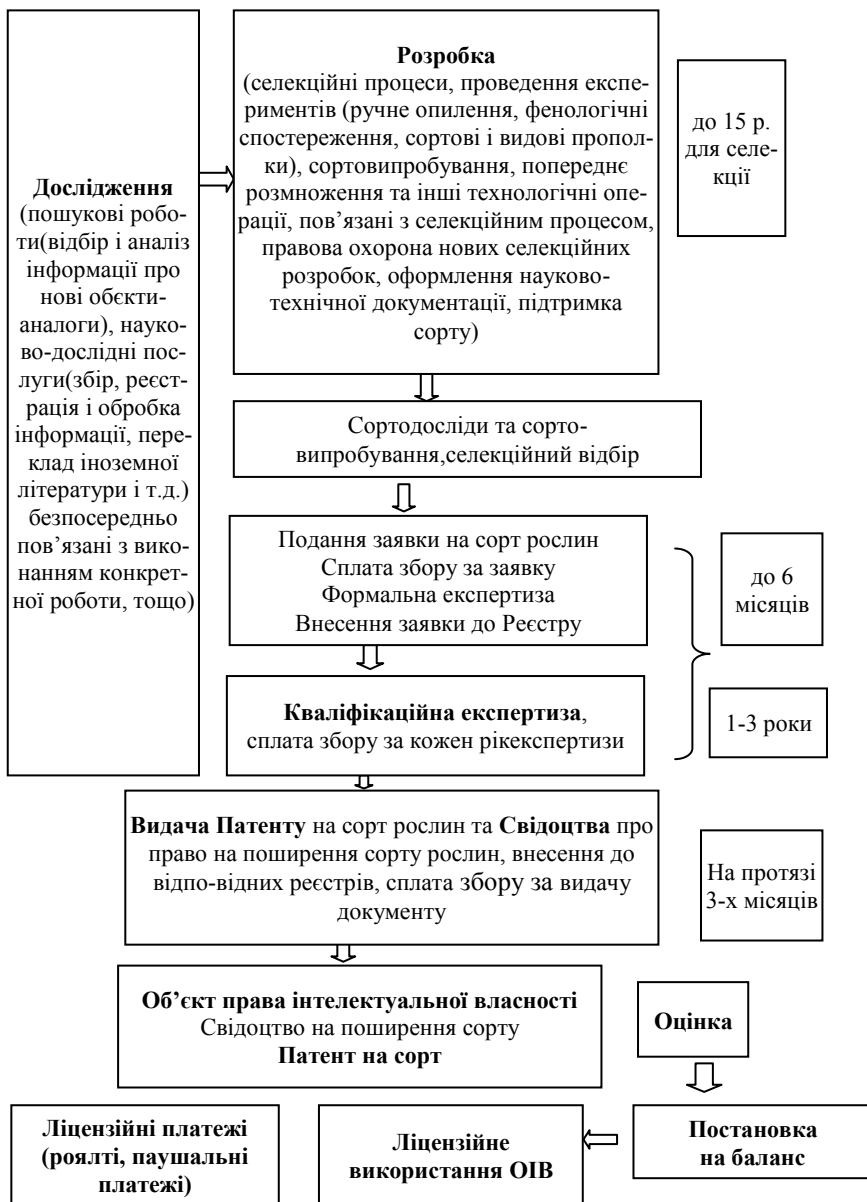 Дослідження
(пошукові робо-
ти(відбір і аналіз
інформації про
нові обєкти-
аналоги), науко-
во-дослідні пос-
луги(збір, реєст-
рація і обробка
інформації, пере-
клад іноземної
літератури і т.д.)
безпосередньо
пов’язані з вико-
нанням конкрет-
ної роботи, тощо)
Розробка
(селекційні процеси, проведення експе-
риментів (ручне опилення, фенологічні
спостереження, сортові і видові пропол-
ки), сортовипробування, попереднє
розмноження та інші технологічні опе-
рації, пов’язані з селекційним процесом,
правова охорона нових селекційних
розробок, оформлення науково-
технічної документації, підтримка
сорту)
до 15 р.
для селе-
кції
Сортодосліди та сорто-
випробування,селекційний відбір
Подання заявки на сорт рослин
Сплата збору за заявку
Формальна експертиза
Внесення заявки до Реєстру
до 6
місяців
Кваліфікаційна експертиза,
сплата збору за кожен рікекспертизи
1-3 роки
Видача Патенту на сорт рослин та Свідоцтва про
право на поширення сорту рослин, внесення до
відпо-відних реєстрів, сплата збору за видачу
документу
На протязі
3-х місяців
Об’єкт права інтелектуальної власності
Свідоцтво на поширення сорту
Патент на сорт
Оцінка
Ліцензійні платежі
(роялті, паушальні
платежі)
Ліцензійне
використання ОІВ
Постановка
на баланс